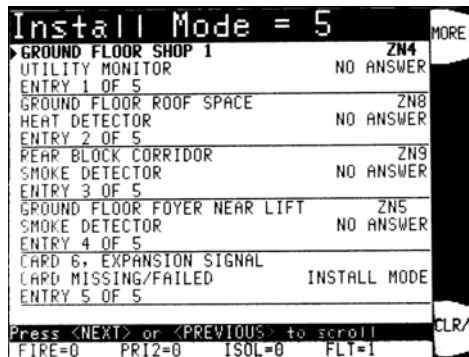 Install Mode = 5
MORE
GROUND FLOOR SHOP 1 ZN4
UTILITY MONITOR NO ANSWER
ENTRY 1 OF 5
GROUND FLOOR ROOF SPACE ZN8
HEAT DETECTOR NO ANSWER
ENTRY 2 OF 5
REAR BLOCK CORRIDOR ZN9
SMOKE DETECTOR NO ANSWER
ENTRY 3 OF 5
GROUND FLOOR FOYER NEAR LIFT ZN5
SMOKE DETECTOR NO ANSWER
ENTRY 4 OF 5
CARD 6, EXPANSION SIGNAL
CARD MISSING/FAILED INSTALL MODE
ENTRY 5 OF 5
CLR/
Press <NEXT> or <PREVIOUS> to scroll
FIRE=0 PRI2=0 ISOL=0 FLT=1